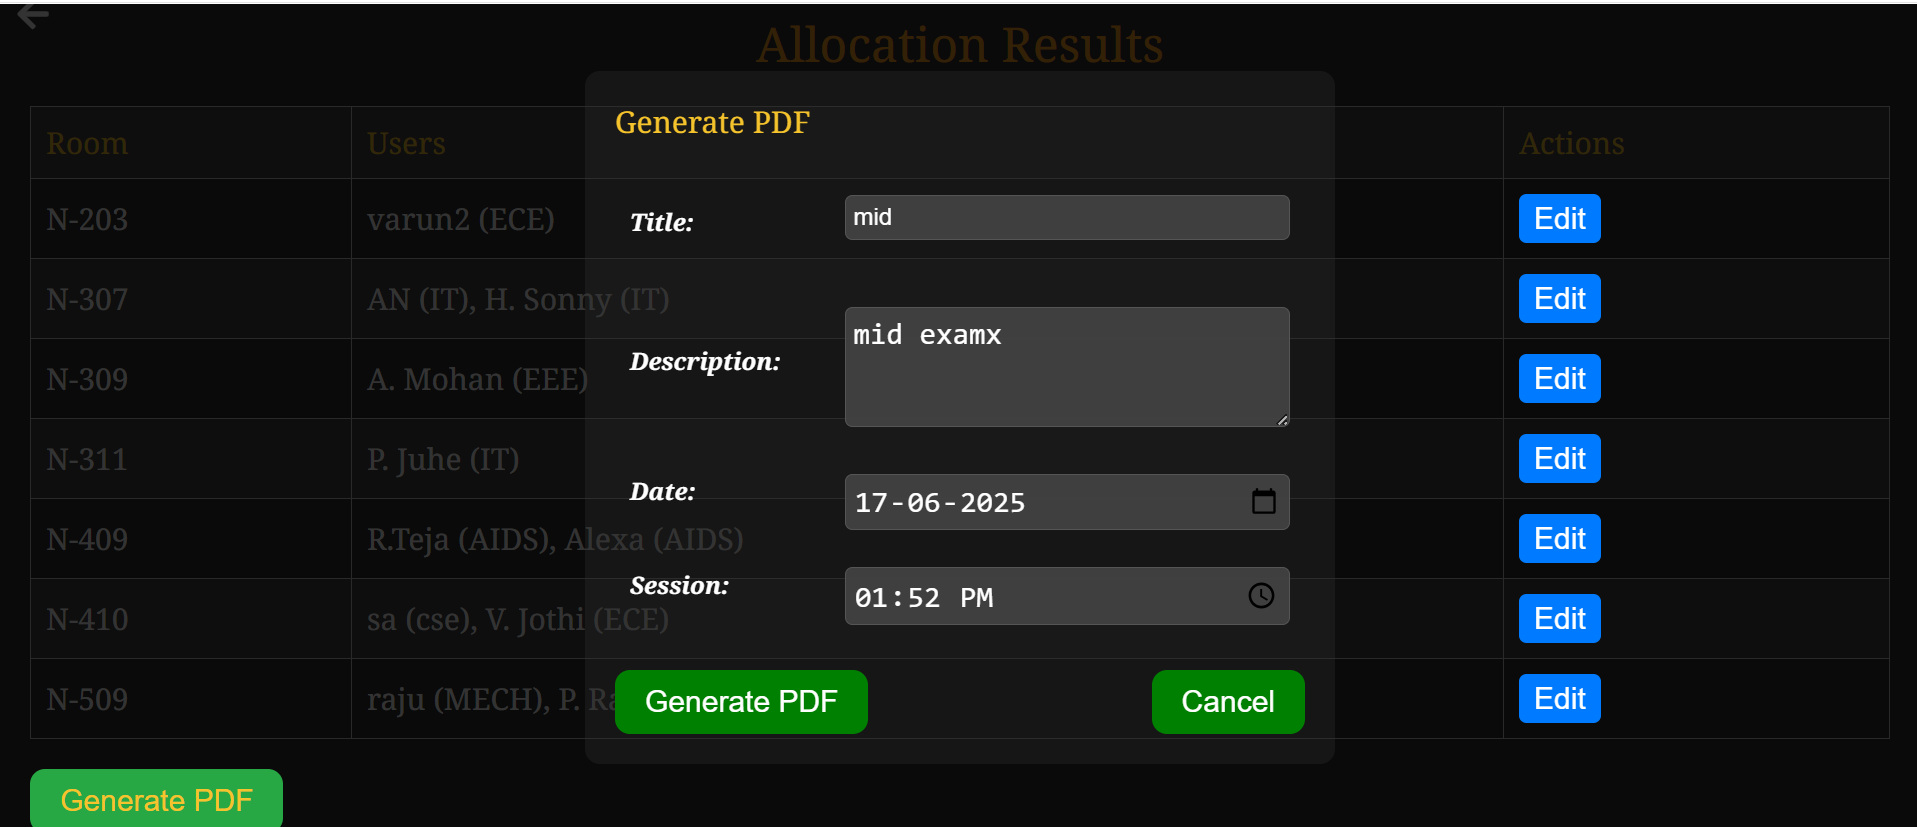 Allocation Results
Generate PDF
Room Users Actions
N-203 varun2 (ECE) Edit
Title: mid
N-307 AN (IT), H. Sonny (IT) Edit
Description: mid examx
N-309 A. Mohan (EEE) Edit
N-311 P. Juhe (IT) Edit
Date: 17-06-2025
N-409 R.Teja (AIDS), Alexa (AIDS) Edit
Session: 01:52 PM
N-410 sa (cse), V. Jothi (ECE) Edit
N-509 raju (MECH), P. Edit
Generate PDF Cancel
Generate PDF